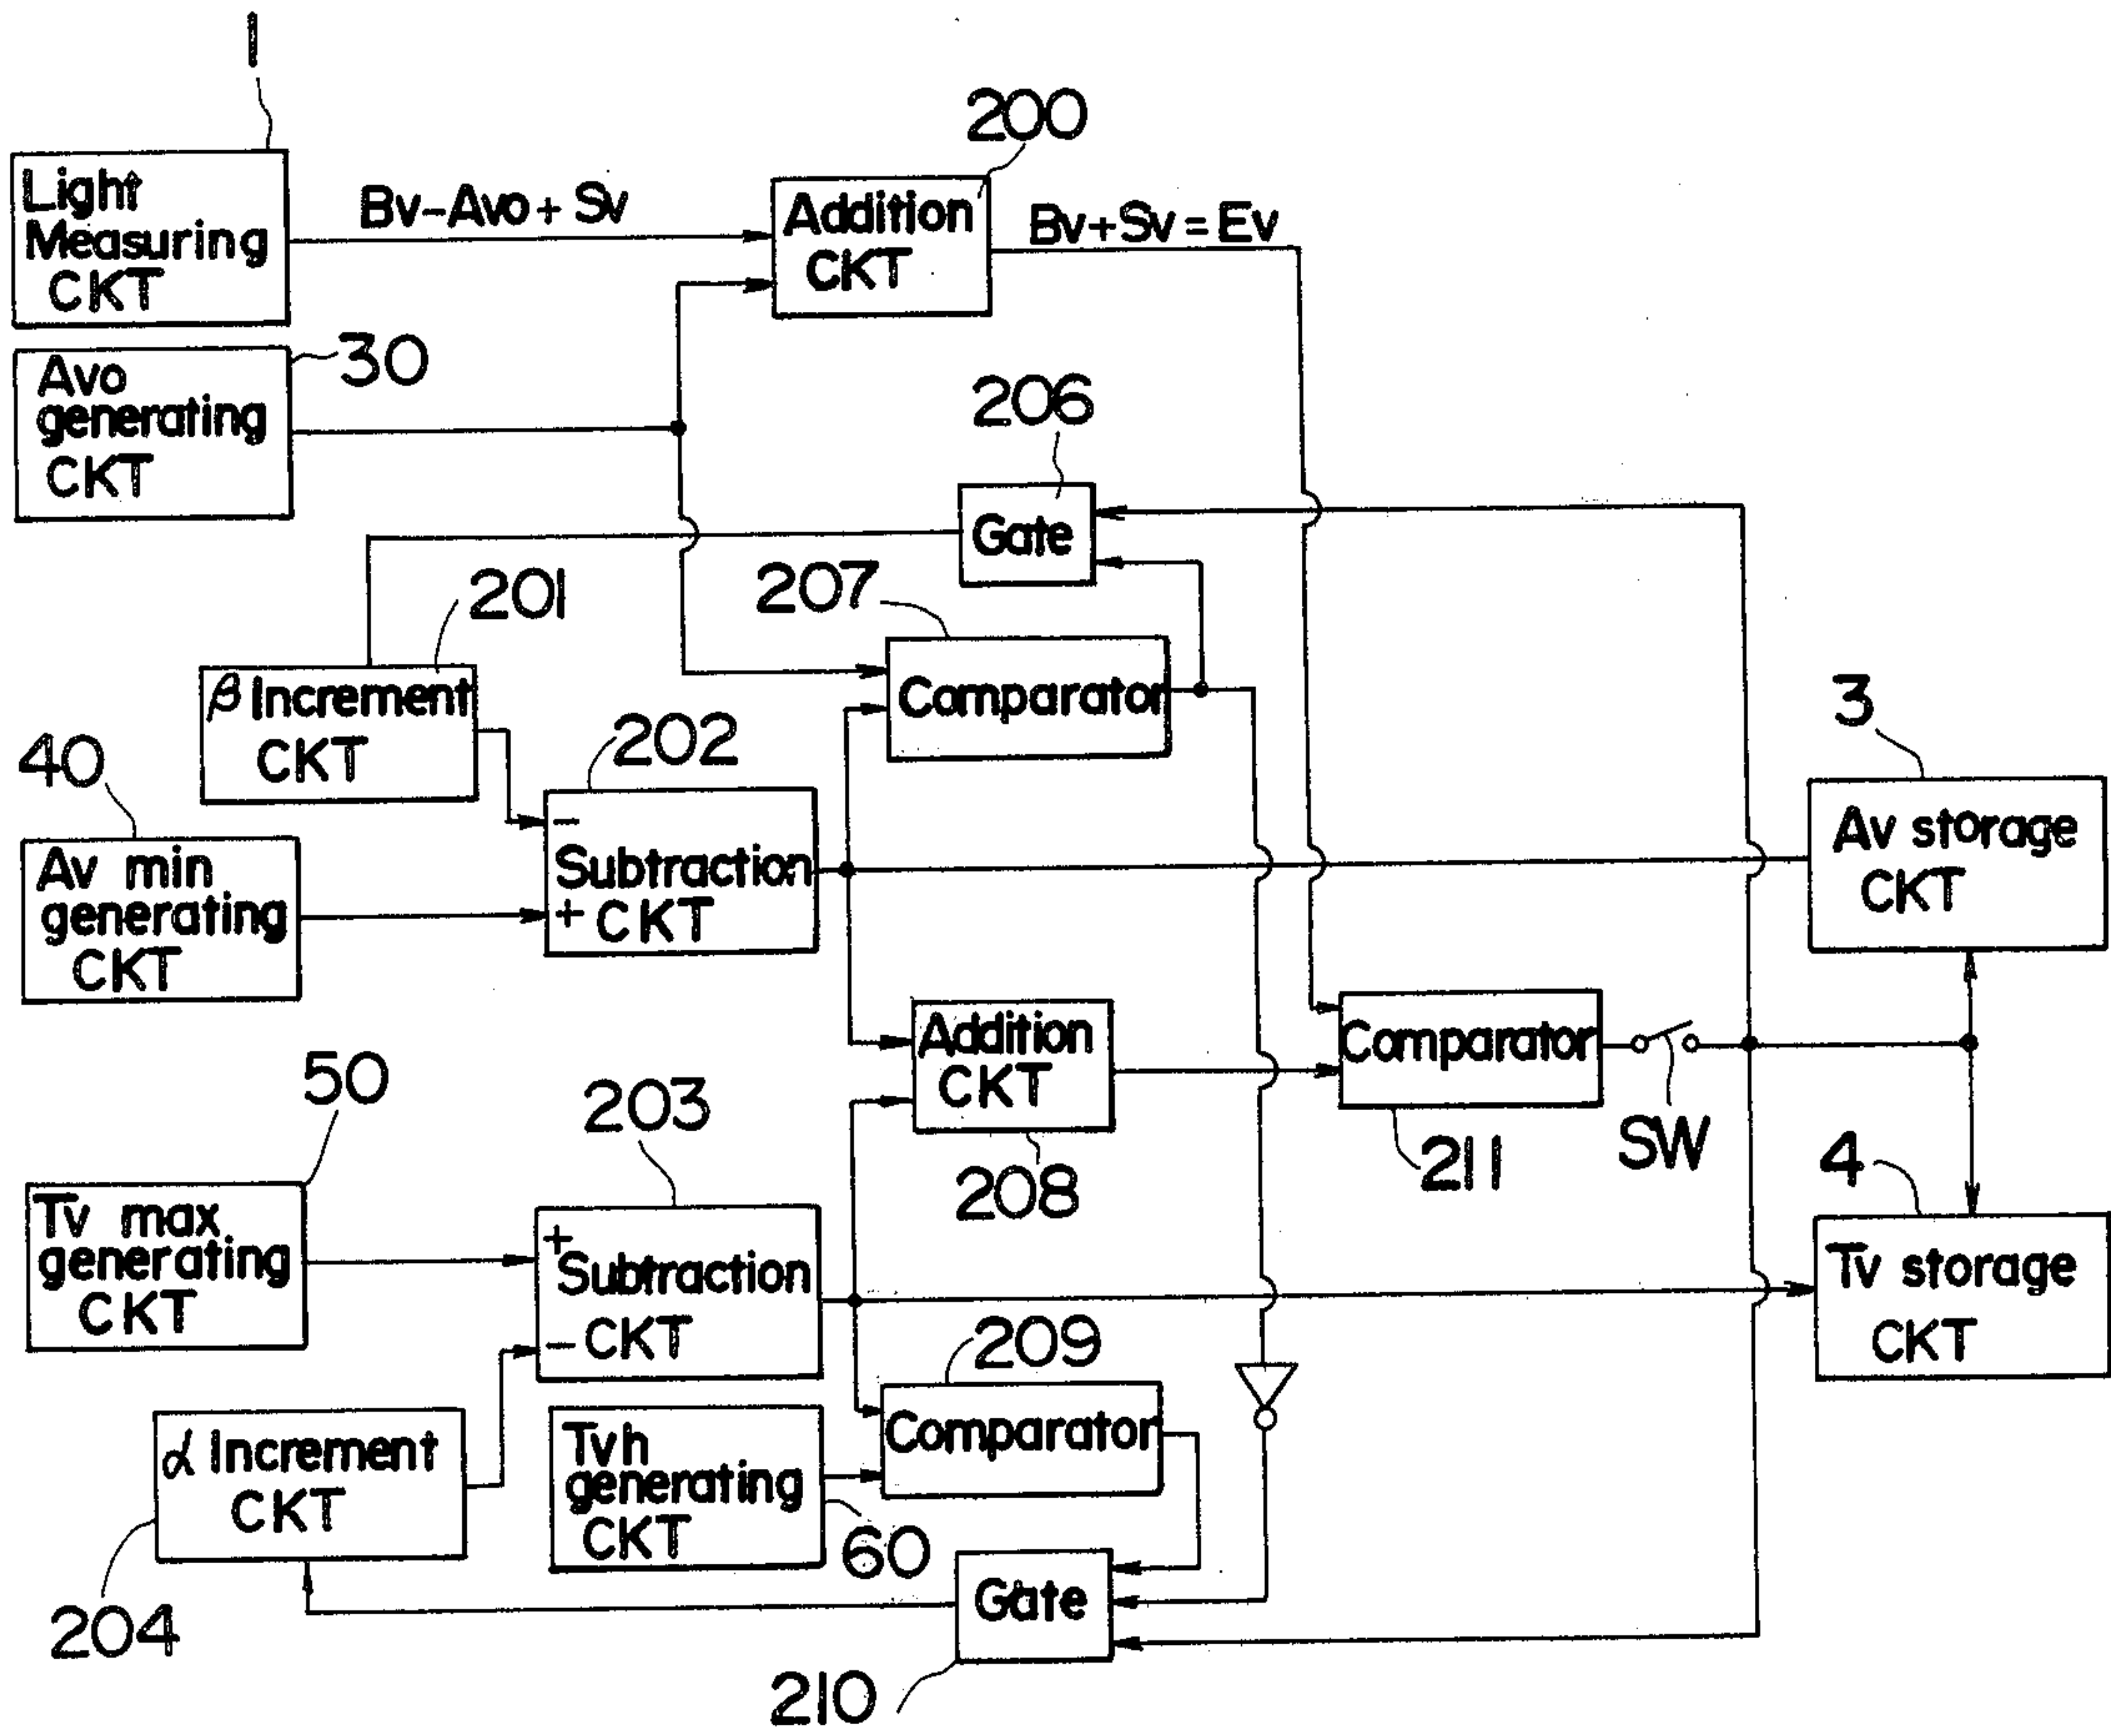 1
200
Light
Measuring
CKT
Bv-Avo+Sv
Addition
CKT
Bv+Sv=Ev
30
Avo
generating
CKT
206
Gate
207
201
β Increment
CKT
Comparator
202
3
40
Av min
generating
CKT
-
Subtraction
+ CKT
Av storage
CKT
50
203
Addition
CKT
208
Comparator
211
SW
4
Tv max
generating
CKT
+
Subtraction
- CKT
Tv storage
CKT
209
Comparator
α Increment
CKT
Tvh
generating
CKT
60
204
Gate
210